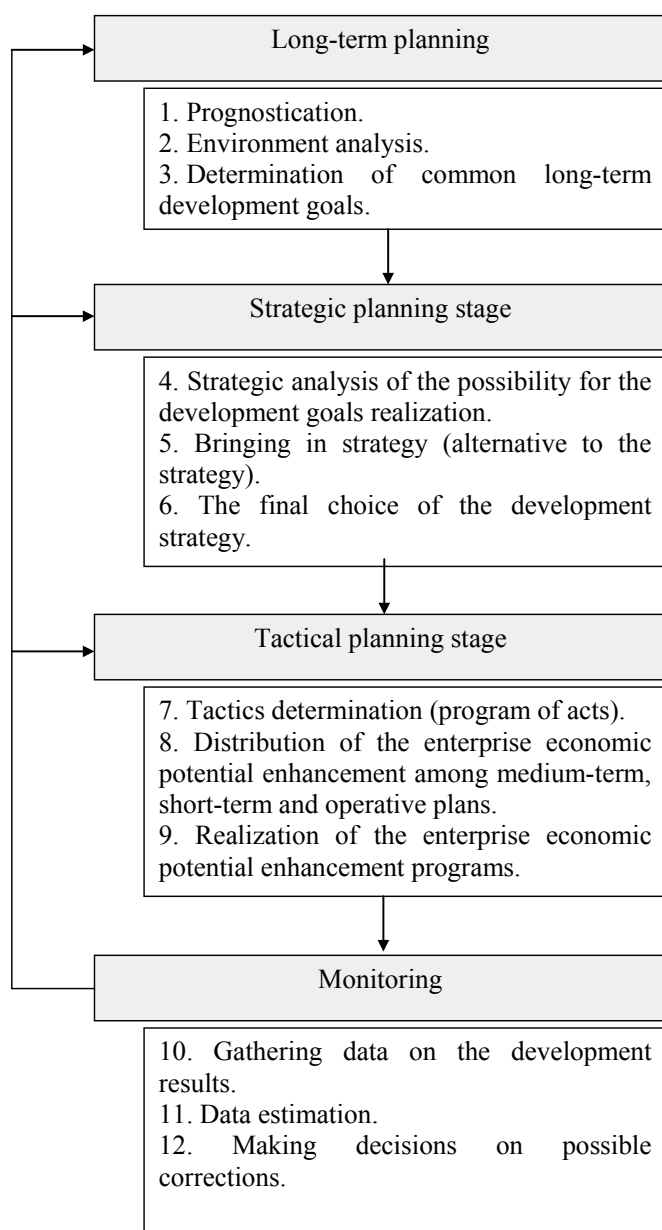 Long-term planning
1. Prognostication.
2. Environment analysis.
3. Determination of common long-term
development goals.
Strategic planning stage
4. Strategic analysis of the possibility for the
development goals realization.
5. Bringing in strategy (alternative to the
strategy).
6. The final choice of the development
strategy.
Tactical planning stage
7. Tactics determination (program of acts).
8. Distribution of the enterprise economic
potential enhancement among medium-term,
short-term and operative plans.
9. Realization of the enterprise economic
potential enhancement programs.
Monitoring
10. Gathering data on the development
results.
11. Data estimation.
12. Making decisions on possible
corrections.